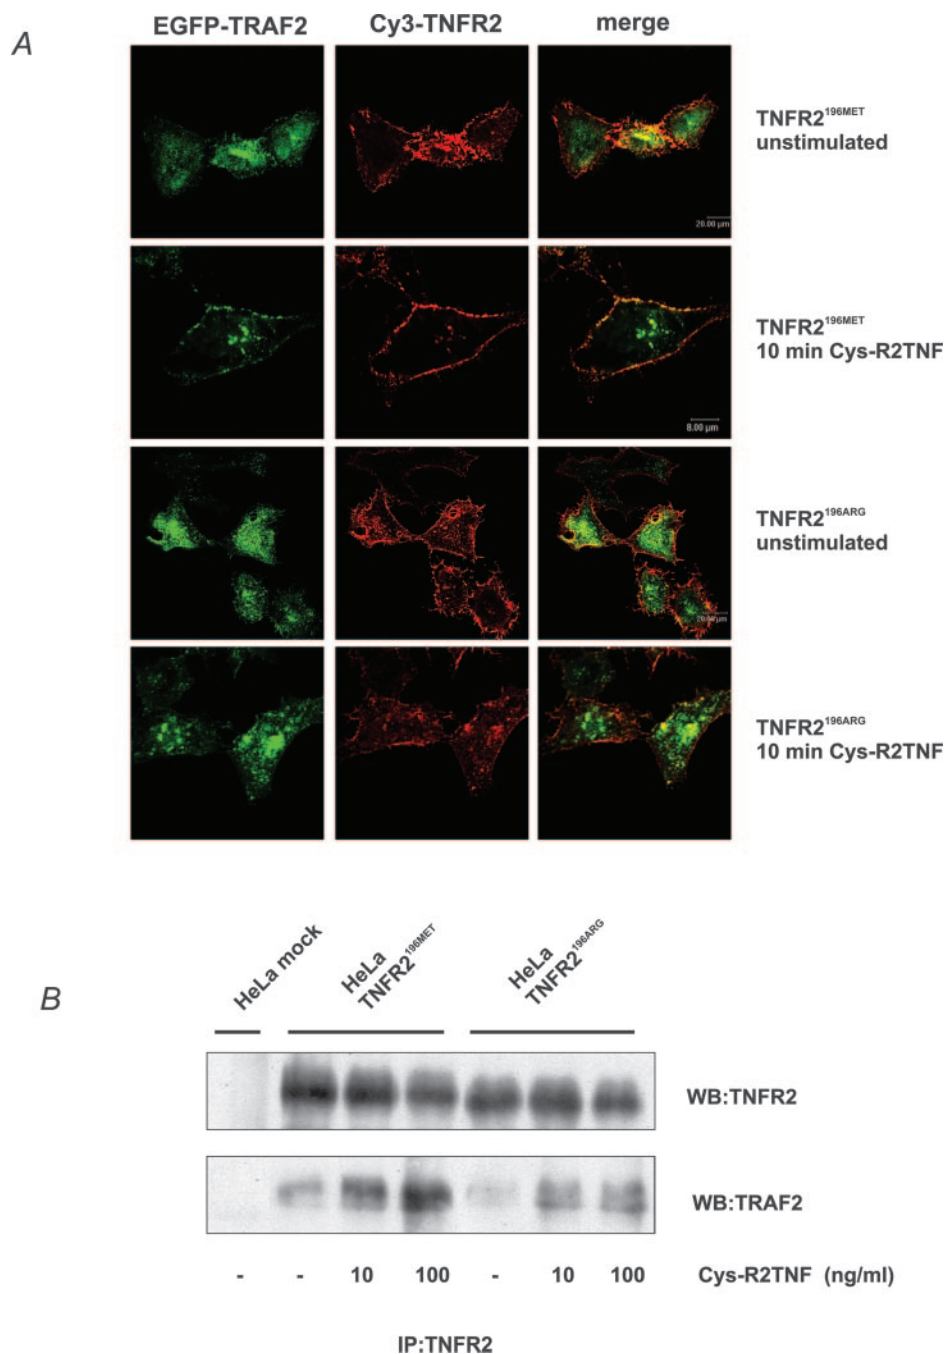 A
EGFP-TRAF2 Cy3-TNFR2 merge
TNFR2196MET
unstimulated
20.00 µm
TNFR2196MET
10 min Cys-R2TNF
8.00 µm
TNFR2196ARG
unstimulated
TNFR2196ARG
10 min Cys-R2TNF
B
HeLa mock
HeLa
TNFR2196MET
HeLa
TNFR2196ARG
WB:TNFR2
WB:TRAF2
- - 10 100 - 10 100 Cys-R2TNF (ng/ml)
IP:TNFR2